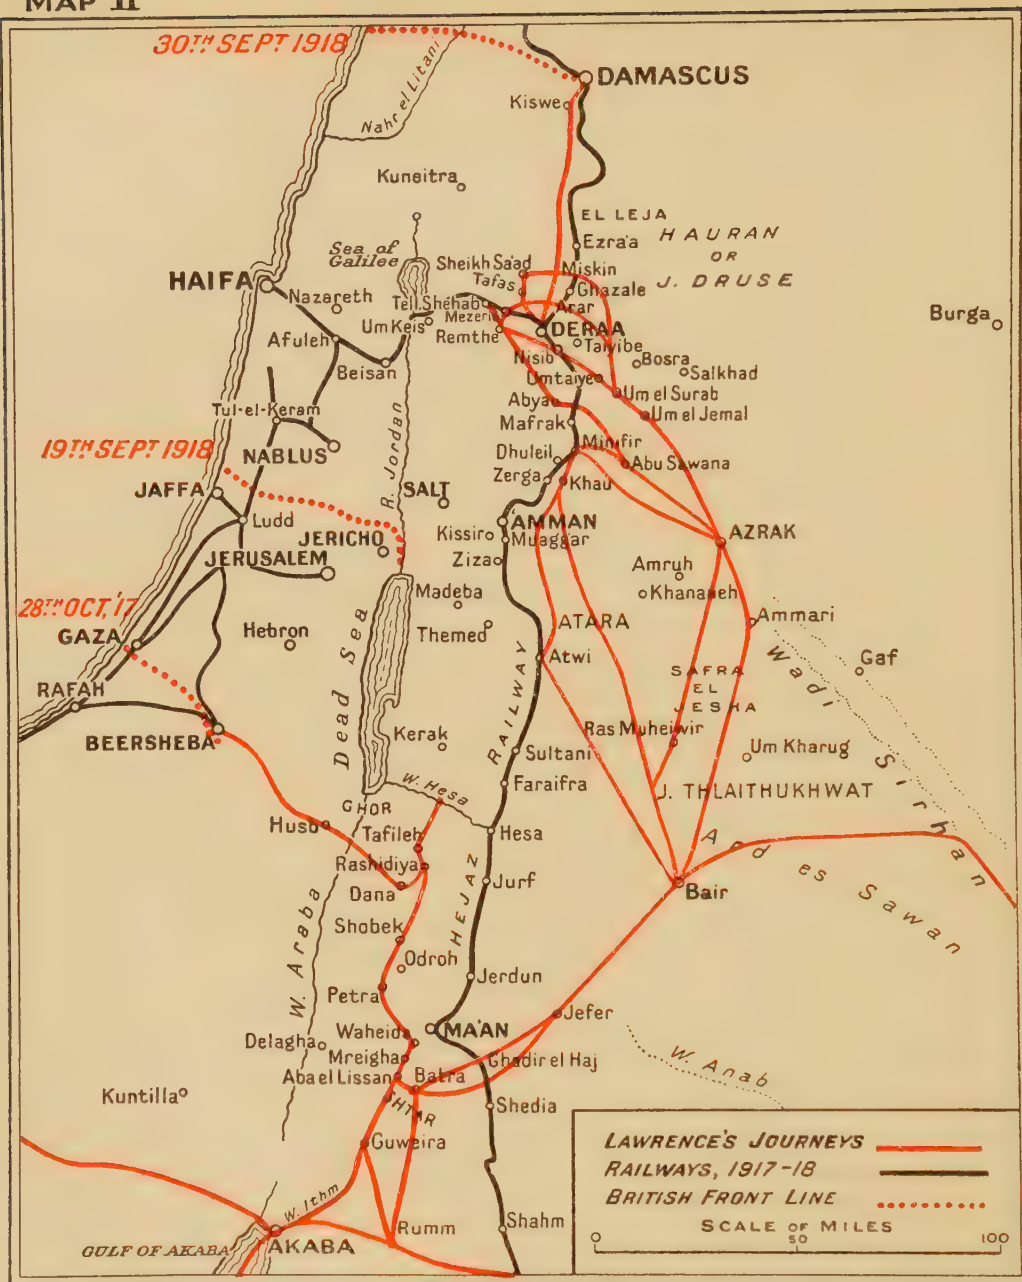 MAP II
30TH SEPT 1918
DAMASCUS
Kiswe
Nahr el Litani
Kuneitra
EL LEJA
HAURAN
OR
J. DRUSE
Ezra'a
Sea of
Galilee
Sheikh Sa'ad
Miskin
Tafas
Ghazale
HAIFA
Nazareth
Tell Shehab
Arar
Mezerib
Burga
Um Keis
Remthe
DERAA
Afuleh
Taiyibe
Nisib
Bosra
Beisan
Salkhad
Umtaiye
Um el Surab
Abya
Tul-el-Keram
Um el Jemal
R. Jordan
Mafrak
19TH SEPT 1918
NABLUS
Minifir
Dhuleil
Abu Sawana
Zerga
Khau
JAFFA
SALT
Ludd
AMMAN
Kissir
Muaggar
AZRAK
JERICHO
JERUSALEM
Ziza
Amruh
Khananeh
Madeba
28TH OCT, '17
Ammari
GAZA
Hebron
Themed
ATARA
Atwi
Dead Sea
RAILWAY
SAFRA
EL
JESHA
Wadi Sirhan
Gaf
RAFAH
BEERSHEBA
Kerak
Ras Muheiwir
Sultani
Um Kharug
W. Hesa
Faraifra
J. THLAITHUKHWAT
GHOR
Husb
Tafileh
Hesa
Ard es Sawan
Rashidiya
Dana
Jurf
Bair
HEJAZ
Shobek
W. Araba
Odroh
Jerdun
Petra
Jefer
Waheida
MA'AN
Delagha
Mreigha
Ghadir el Haj
W. Anab
Aba el Lissan
Batra
Kuntilla
SHTAR
Shedia
Guweira
W. Ithm
Rumm
Shahm
GULF OF AKABA
AKABA
LAWRENCE'S JOURNEYS
RAILWAYS, 1917-18
BRITISH FRONT LINE
SCALE OF MILES
0 50 100